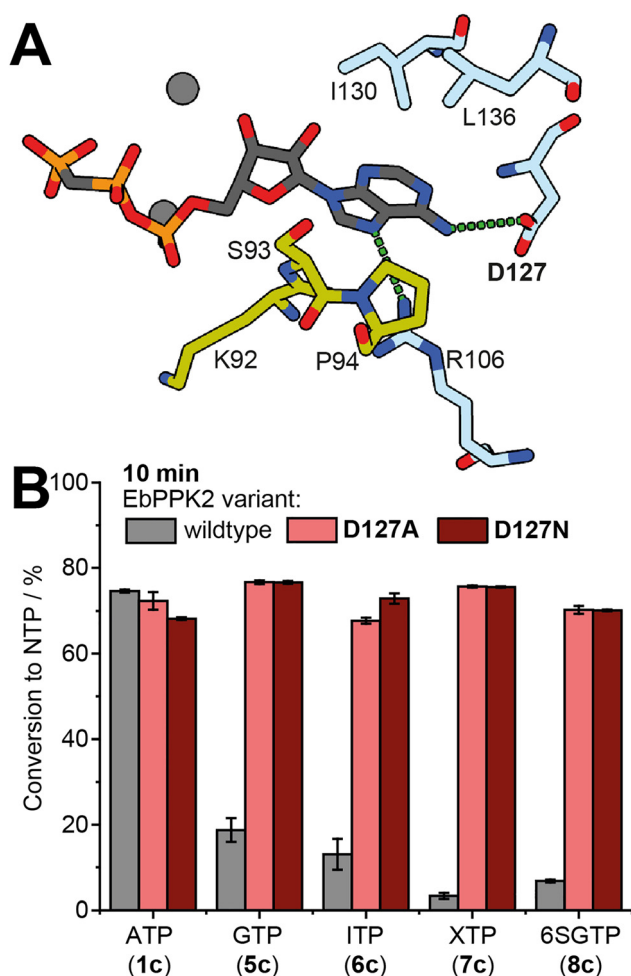 A
I130
L136
S93
D127
K92
P94
R106
B
10 min
EbPPK2 variant:
wildtype D127A D127N
Conversion to NTP / %
100
80
60
40
20
0
ATP GTP ITP XTP 6SGTP
(1c) (5c) (6c) (7c) (8c)